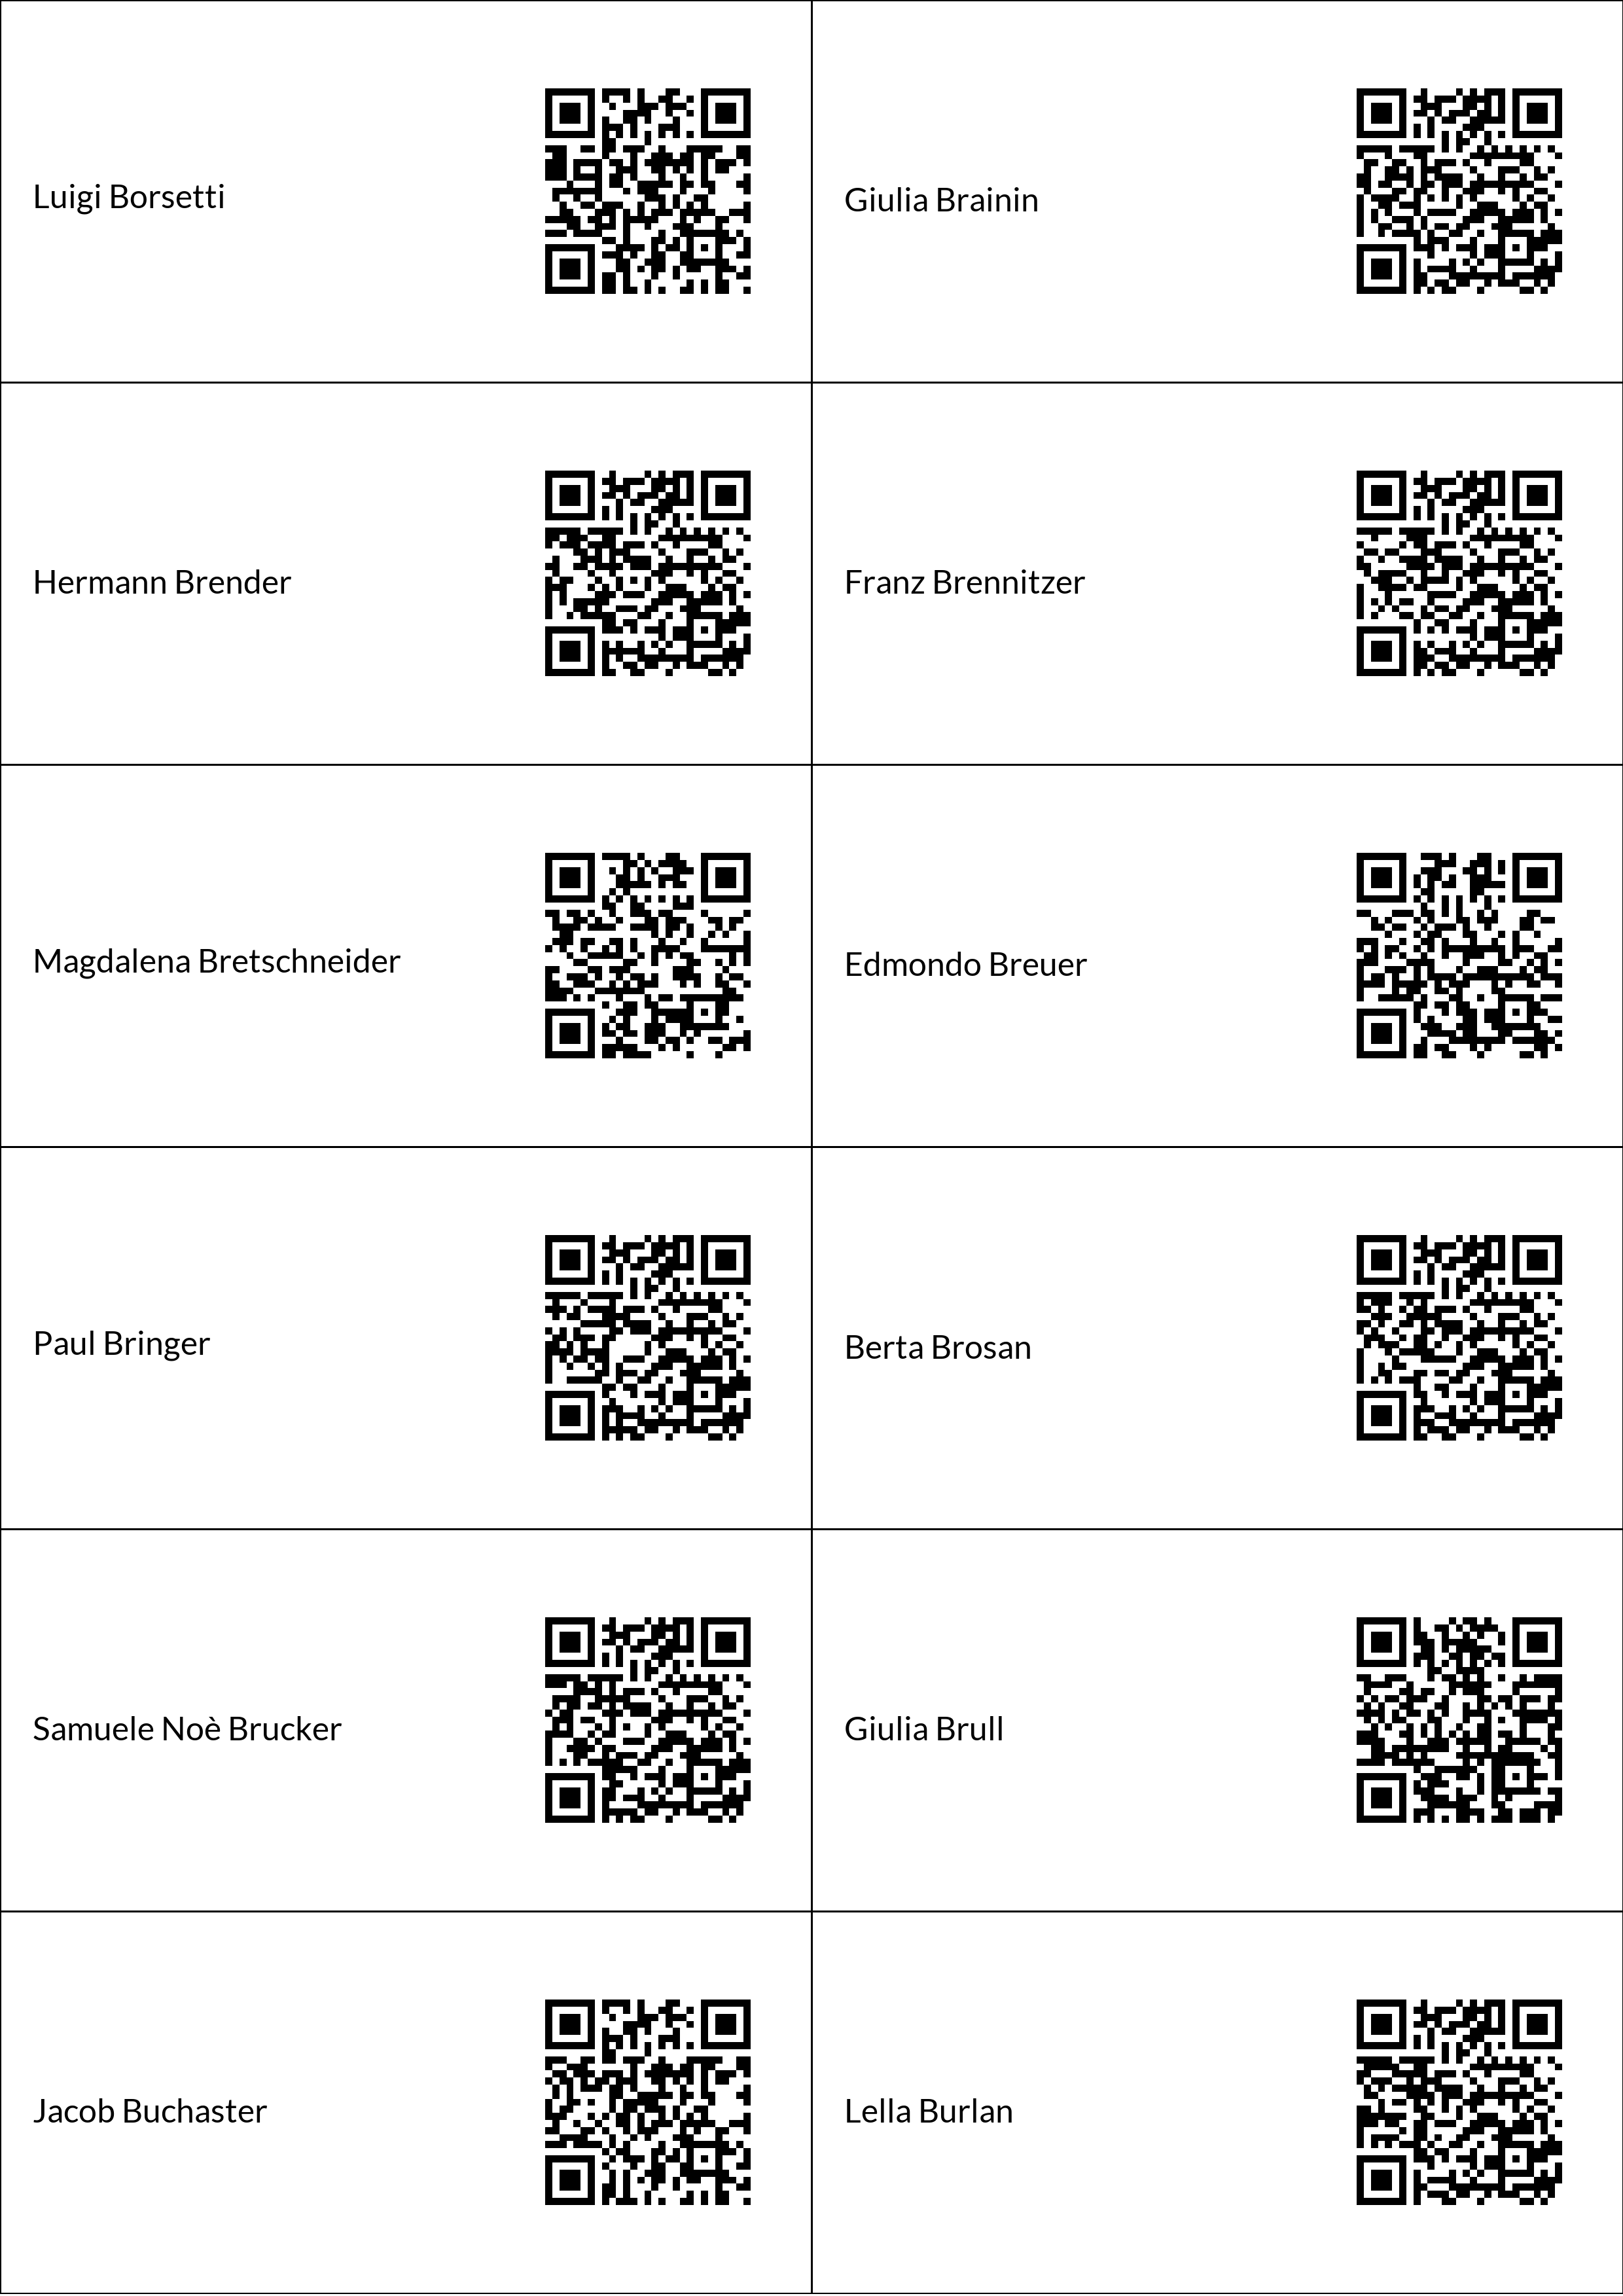 Luigi Borsetti
Giulia Brainin
Hermann Brender
Franz Brennitzer
Magdalena Bretschneider
Edmondo Breuer
Paul Bringer
Berta Brosan
Samuele Noè Brucker
Giulia Brull
Jacob Buchaster
Lella Burlan